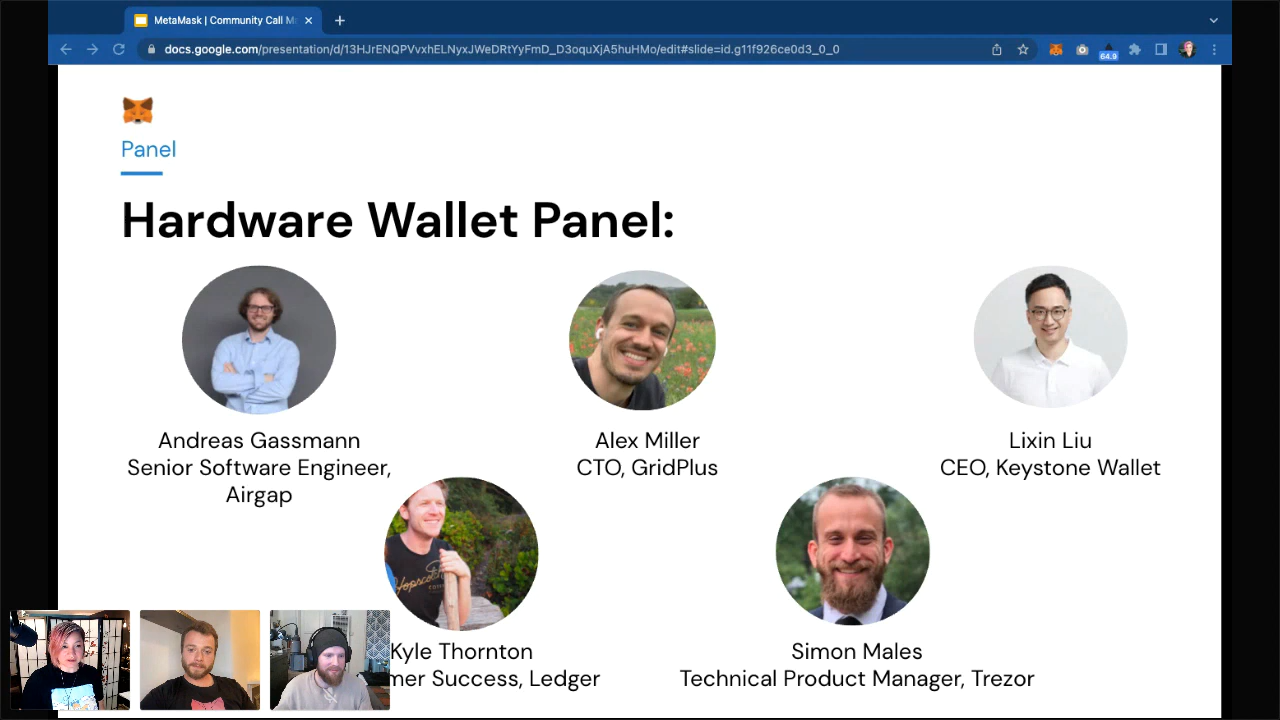 MetaMask | Community Call M
docs.google.com/presentation/d/13HJrENQPVvxhELNyxJWeDRtYyFmD_D3oquXjA5huHMo/edit#slide=id.g11f926ce0d3_0_0
64.9
Panel
Hardware Wallet Panel:
Andreas Gassmann
Senior Software Engineer,
Airgap
Alex Miller
CTO, GridPlus
Lixin Liu
CEO, Keystone Wallet
Kyle Thornton
mer Success, Ledger
Simon Males
Technical Product Manager, Trezor